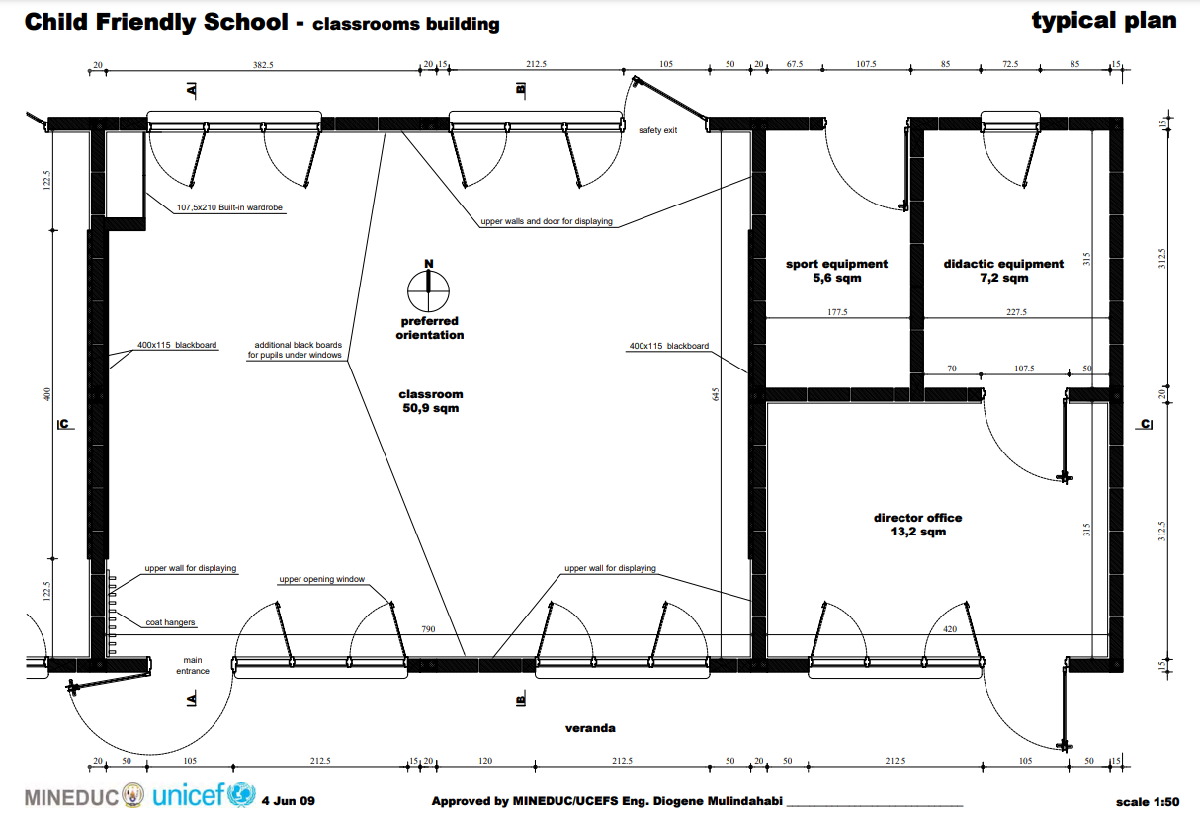 Child Friendly School - classrooms building
typical plan
20 382.5 20 15 212.5 105 50 20 67.5 107.5 85 72.5 85 15
A B
safety exit
15
122.5
107,5x210 Built-in wardrobe
upper walls and door for displaying
N
preferred
orientation
sport equipment
5,6 sqm
didactic equipment
7,2 sqm
315
312.5
177.5 227.5
400x115 blackboard
additional black boards
for pupils under windows
400x115 blackboard
70 107.5 50
400
645
20
classroom
50,9 sqm
C C
director office
13,2 sqm
315
312.5
upper wall for displaying
upper opening window
upper wall for displaying
122.5
coat hangers
790 420
main
entrance
15
A B
veranda
20 50 105 212.5 15 20 120 212.5 50 20 50 212.5 105 50 15
MINEDUC unicef 4 Jun 09
Approved by MINEDUC/UCEFS Eng. Diogene Mulindahabi ________________________
scale 1:50